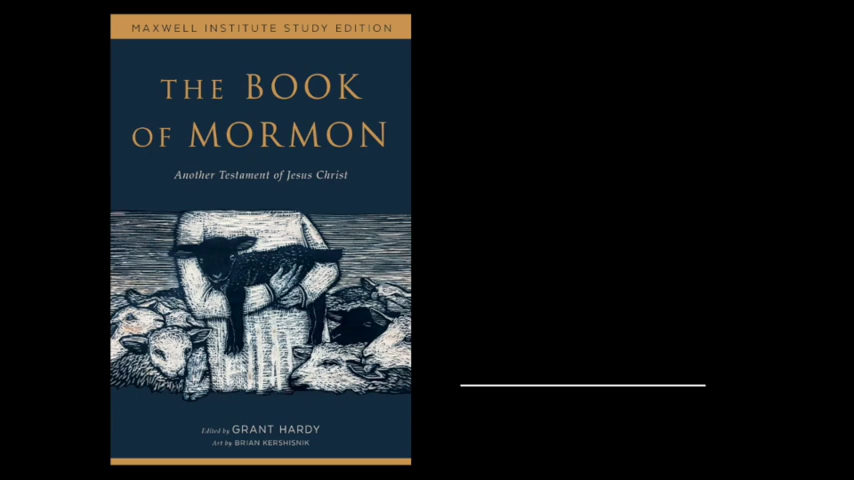 MAXWELL INSTITUTE STUDY EDITION
THE BOOK
OF MORMON
Another Testament of Jesus Christ
Edited by GRANT HARDY
Art by BRIAN KERSHISNIK